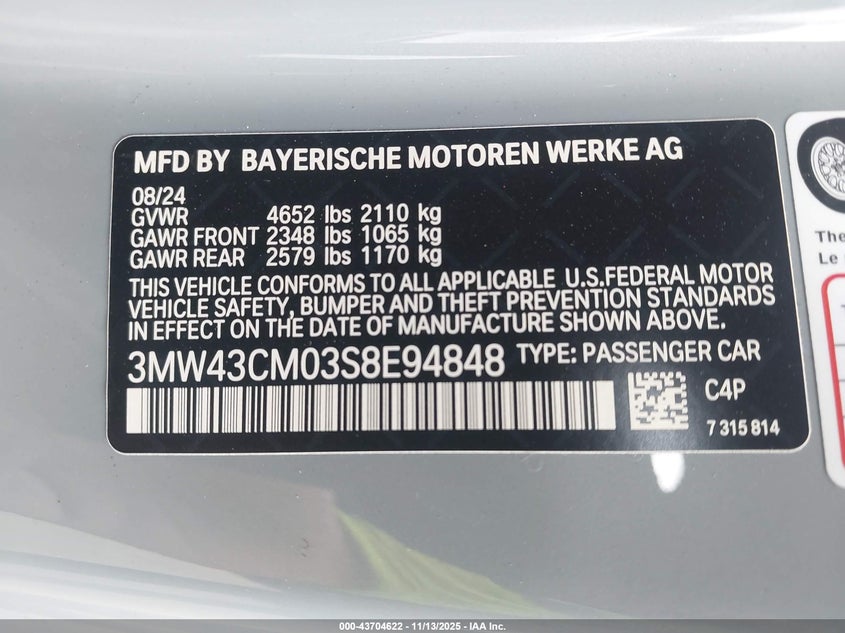 MFD BY BAYERISCHE MOTOREN WERKE AG
08/24
GVWR 4652 lbs 2110 kg
GAWR FRONT 2348 lbs 1065 kg
GAWR REAR 2579 lbs 1170 kg
THIS VEHICLE CONFORMS TO ALL APPLICABLE U.S.FEDERAL MOTOR
VEHICLE SAFETY, BUMPER AND THEFT PREVENTION STANDARDS
IN EFFECT ON THE DATE OF MANUFACTURE SHOWN ABOVE.
3MW43CM03S8E94848 TYPE: PASSENGER CAR
C4P
7 315 814
The
Le
000-43704622 - 11/13/2025 - IAA Inc.